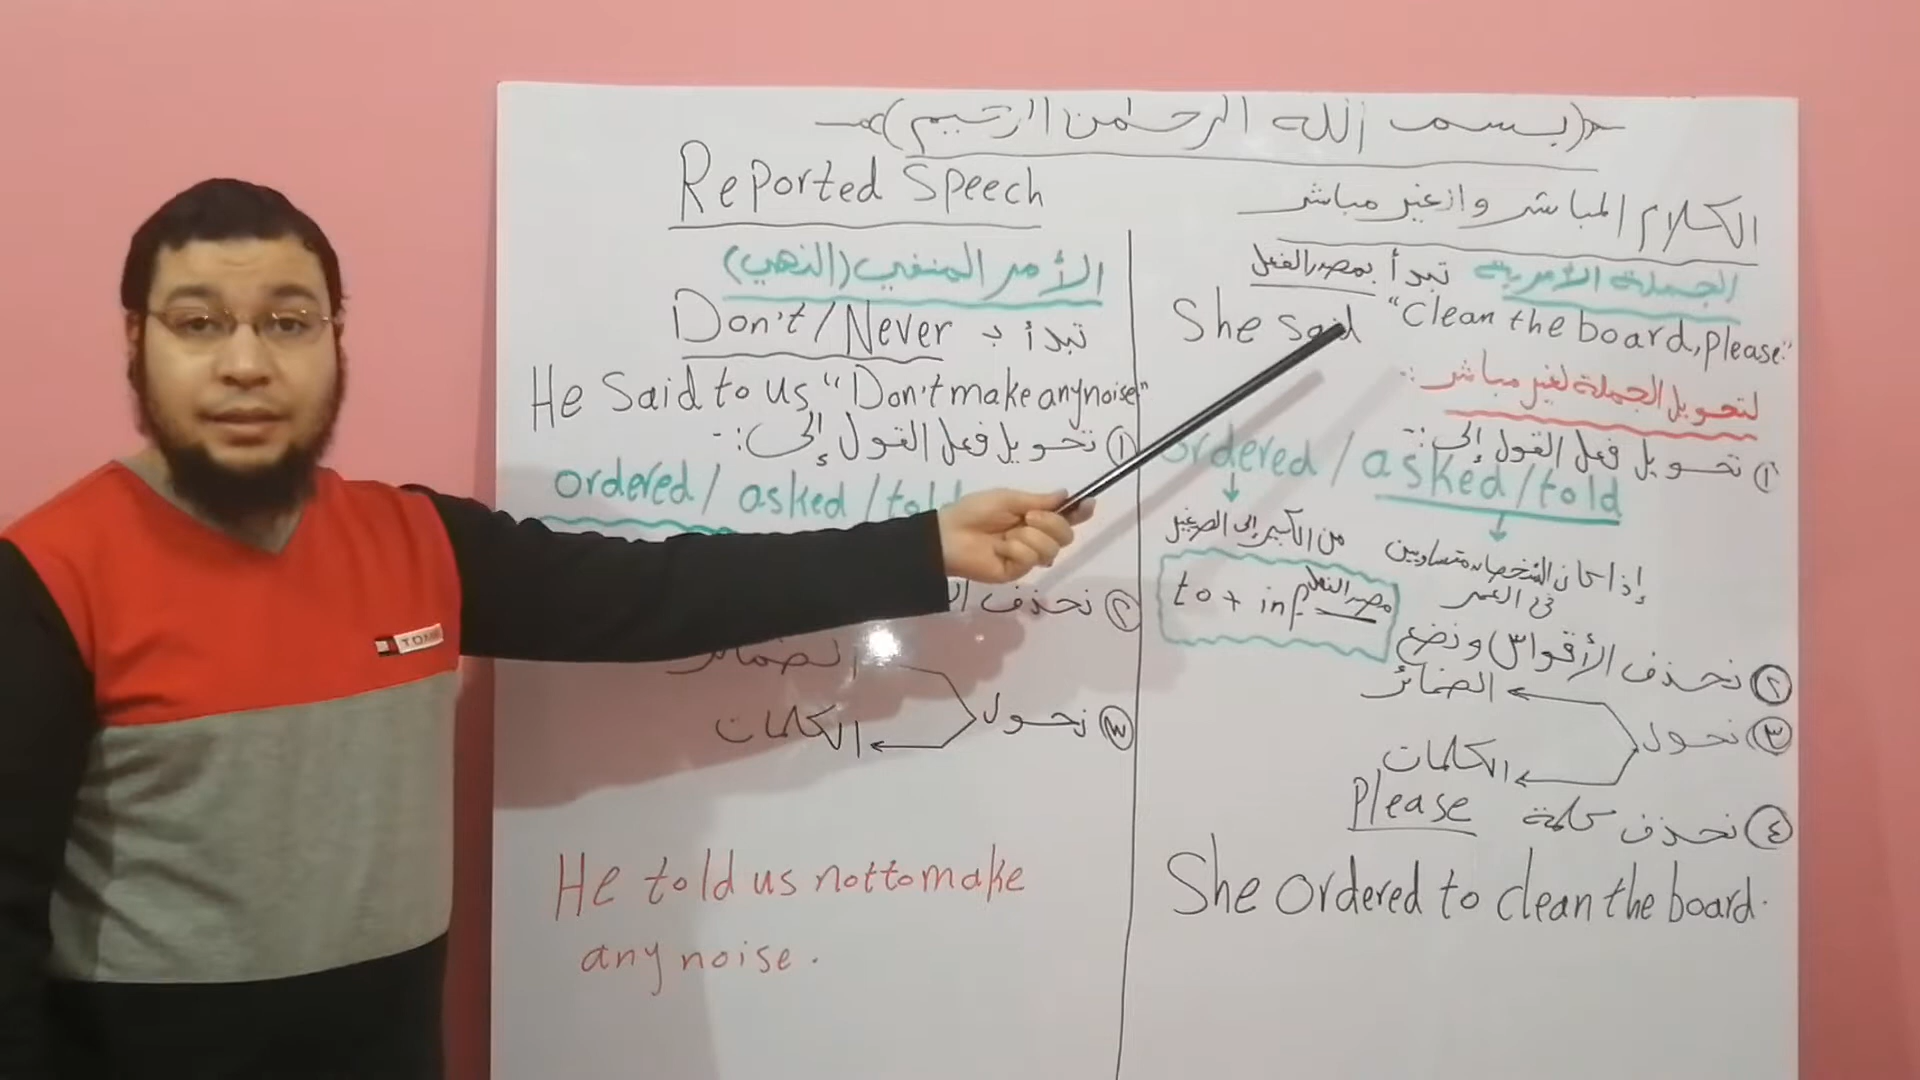 ﴿بسم الله الرحمن الرحيم﴾
Reported Speech
الكلام المباشر والغير مباشر
الجملة الأمرية تبدأ بمصدر الفعل
She said "Clean the board, please."
لتحويل الجملة لغير مباشر :-
١ تحويل فعل القول إلى :-
ordered / asked / told
من الكبير إلى الصغير
إذا كان الشخصان متساويين
في العمر
٢ نحذف الأقواس ونضع
to + inf مصدر الفعل
٣ نحول
الضمائر
الكلمات
٤ نحذف كلمة Please
She ordered to clean the board.
الأمر المنفي (النهي)
تبدأ بـ Don't / Never
He Said to us "Don't make any noise"
١ تحويل فعل القول إلى :-
ordered / asked / told
٢ نحذف
٣ نحول
الضمائر
الكلمات
He told us not to make
any noise.
TOMM